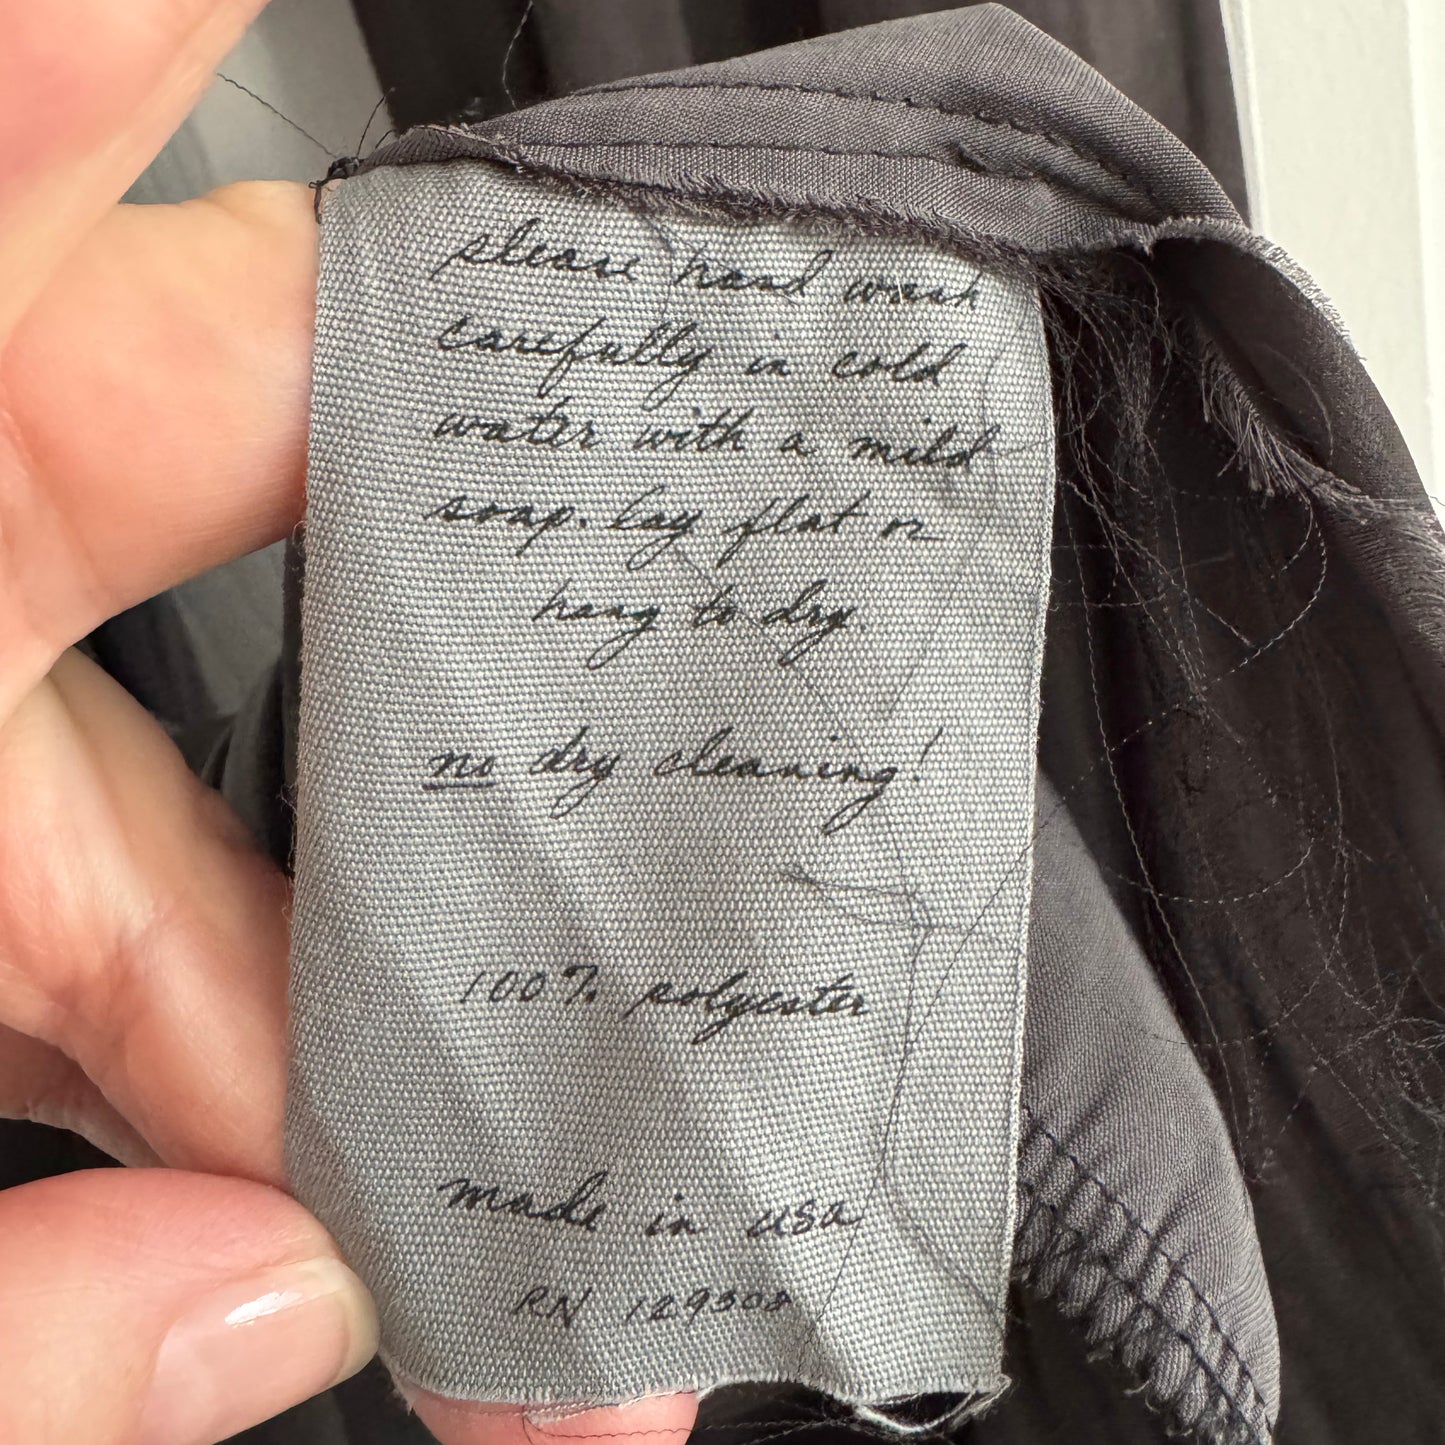 please hand wash
carefully in cold
water with a mild
soap. lay flat or
hang to dry.
no dry cleaning!
100% polyester
made in usa
RN 129308